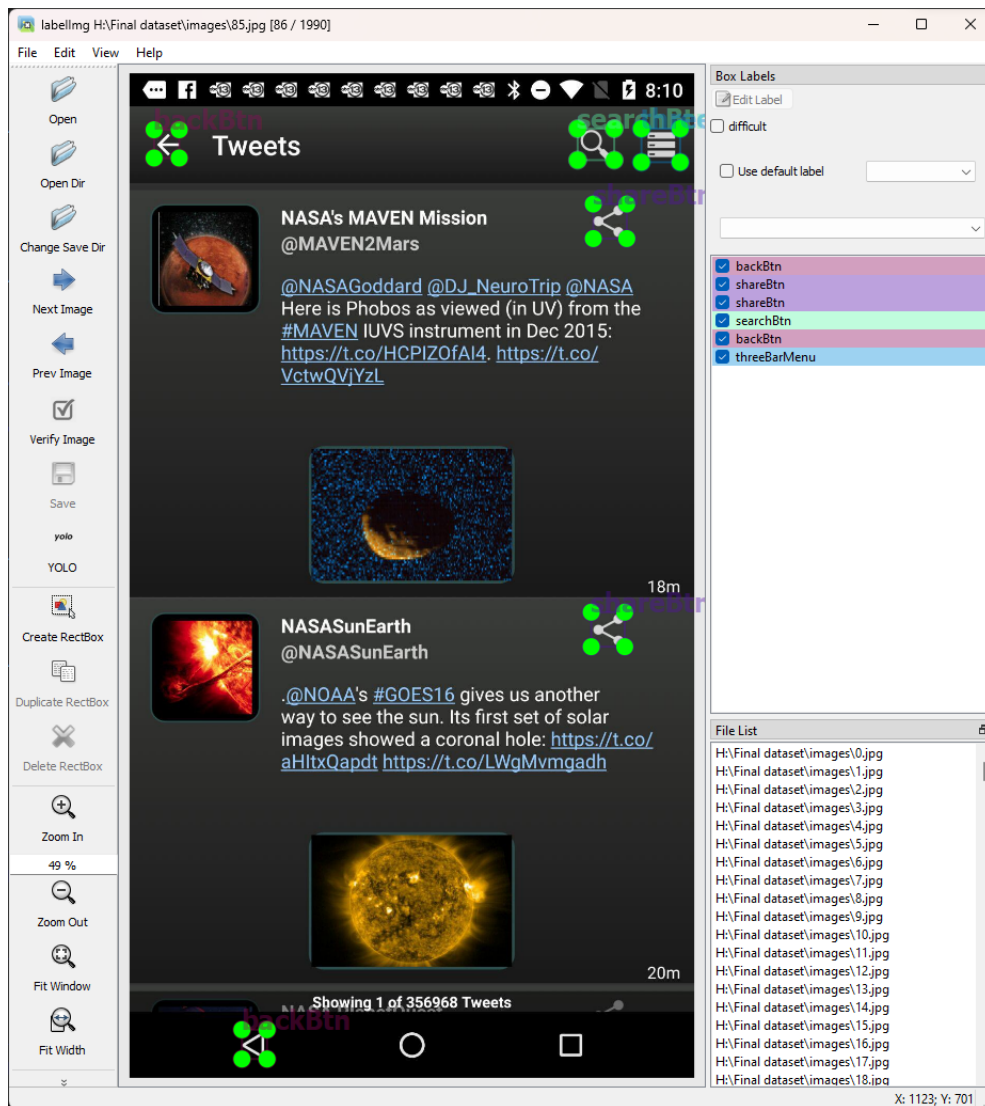 labelImg H:\Final dataset\images\85.jpg [86 / 1990]
File Edit View Help
Open
Open Dir
Change Save Dir
Next Image
Prev Image
Verify Image
Save
yolo
YOLO
Create RectBox
Duplicate RectBox
Delete RectBox
Zoom In
49 %
Zoom Out
Fit Window
Fit Width
8:10
backBtn
Tweets
shareBtn
NASA's MAVEN Mission
@MAVEN2Mars
@NASAGoddard @DJ_NeuroTrip @NASA
Here is Phobos as viewed (in UV) from the
#MAVEN IUVS instrument in Dec 2015:
https://t.co/HCPIZOfAI4. https://t.co/
VctwQVjYzL
18m
shareBtn
NASASunEarth
@NASASunEarth
.@NOAA's #GOES16 gives us another
way to see the sun. Its first set of solar
images showed a coronal hole: https://t.co/
aHItxQapdt https://t.co/LWgMvmgadh
20m
Showing 1 of 356968 Tweets
backBtn
Box Labels
Edit Label
difficult
Use default label
backBtn
shareBtn
shareBtn
searchBtn
backBtn
threeBarMenu
File List
H:\Final dataset\images\0.jpg
H:\Final dataset\images\1.jpg
H:\Final dataset\images\2.jpg
H:\Final dataset\images\3.jpg
H:\Final dataset\images\4.jpg
H:\Final dataset\images\5.jpg
H:\Final dataset\images\6.jpg
H:\Final dataset\images\7.jpg
H:\Final dataset\images\8.jpg
H:\Final dataset\images\9.jpg
H:\Final dataset\images\10.jpg
H:\Final dataset\images\11.jpg
H:\Final dataset\images\12.jpg
H:\Final dataset\images\13.jpg
H:\Final dataset\images\14.jpg
H:\Final dataset\images\15.jpg
H:\Final dataset\images\16.jpg
H:\Final dataset\images\17.jpg
H:\Final dataset\images\18.jpg
X: 1123; Y: 701